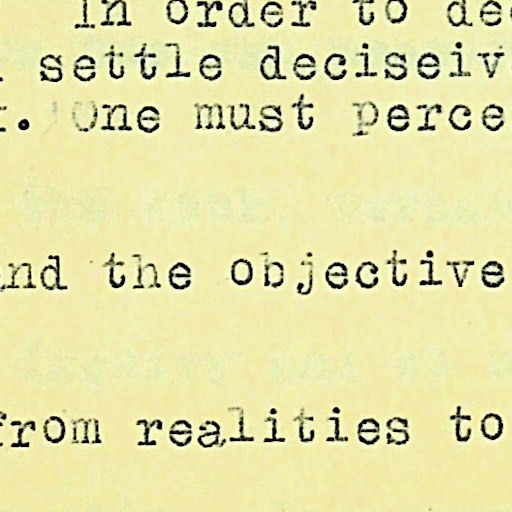 In order to de
settle deciseiv
. One must perce
nd the objective
from realities to